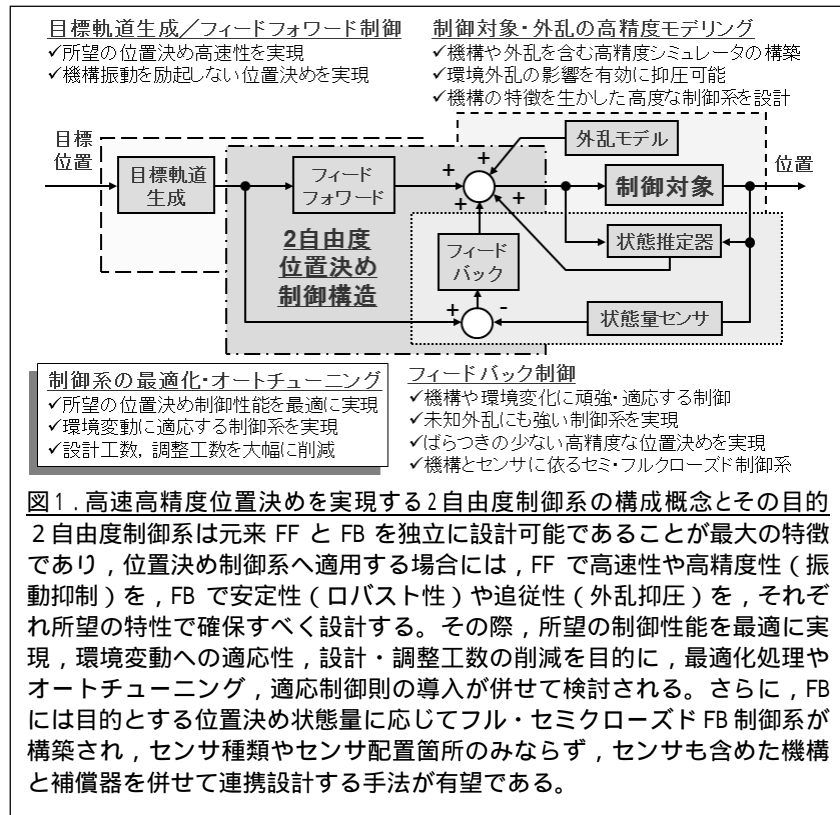 目標軌道生成／フィードフォワード制御
✓所望の位置決め高速性を実現
✓機構振動を励起しない位置決めを実現
制御対象・外乱の高精度モデリング
✓機構や外乱を含む高精度シミュレータの構築
✓環境外乱の影響を有効に抑圧可能
✓機構の特徴を生かした高度な制御系を設計
目標
位置
目標軌道
生成
フィード
フォワード
+
+
+
+
外乱モデル
制御対象
位置
2自由度
位置決め
制御構造
フィード
バック
状態推定器
+
-
状態量センサ
制御系の最適化・オートチューニング
✓所望の位置決め制御性能を最適に実現
✓環境変動に適応する制御系を実現
✓設計工数，調整工数を大幅に削減
フィードバック制御
✓機構や環境変化に頑強・適応する制御
✓未知外乱にも強い制御系を実現
✓ばらつきの少ない高精度な位置決めを実現
✓機構とセンサに依るセミ・フルクローズド制御系
図1．高速高精度位置決めを実現する2自由度制御系の構成概念とその目的
２自由度制御系は元来 FF と FB を独立に設計可能であることが最大の特徴
であり，位置決め制御系へ適用する場合には，FF で高速性や高精度性（振
動抑制）を，FB で安定性（ロバスト性）や追従性（外乱抑圧）を，それぞ
れ所望の特性で確保すべく設計する。その際，所望の制御性能を最適に実
現，環境変動への適応性，設計・調整工数の削減を目的に，最適化処理や
オートチューニング，適応制御則の導入が併せて検討される。さらに，FB
には目的とする位置決め状態量に応じてフル・セミクローズド FB 制御系が
構築され，センサ種類やセンサ配置箇所のみならず，センサも含めた機構
と補償器を併せて連携設計する手法が有望である。